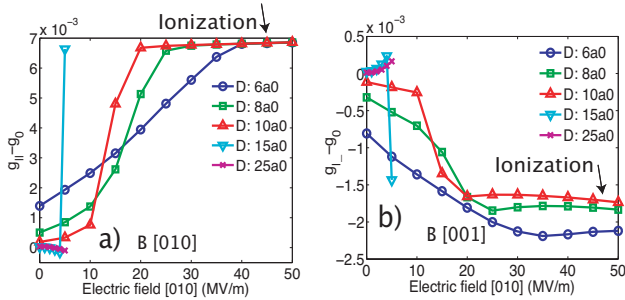 x 10⁻³
Ionization
7
6
5
4
3
2
1
0
g||−g0
D: 6a0
D: 8a0
D: 10a0
D: 15a0
D: 25a0
a)
B [010]
0 10 20 30 40 50
Electric field [010] (MV/m)
x 10⁻³
0.5
0
−0.5
−1
−1.5
−2
−2.5
g⊥−g0
D: 6a0
D: 8a0
D: 10a0
D: 15a0
D: 25a0
Ionization
b)
B [001]
0 10 20 30 40 50
Electric field [010] (MV/m)